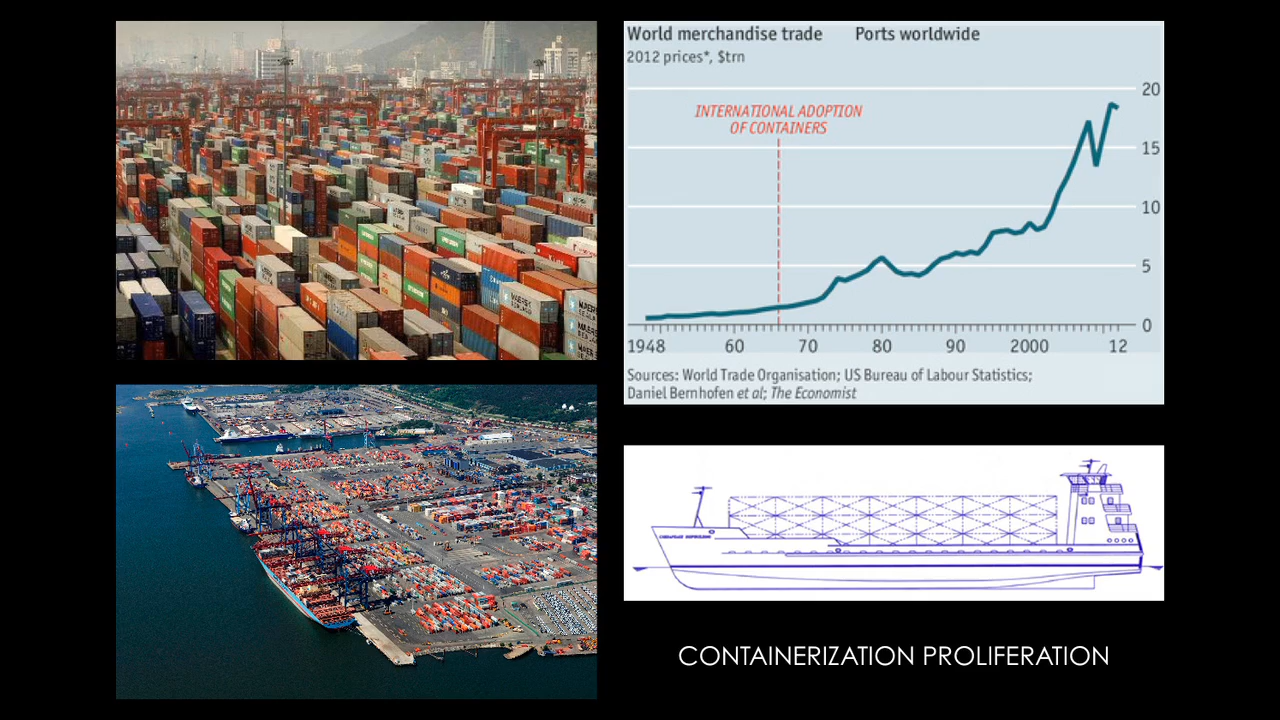 World merchandise trade Ports worldwide
2012 prices*, $trn
INTERNATIONAL ADOPTION
OF CONTAINERS
20
15
10
5
0
1948 60 70 80 90 2000 12
Sources: World Trade Organisation; US Bureau of Labour Statistics;
Daniel Bernhofen et al; The Economist
CONTAINERIZATION PROLIFERATION